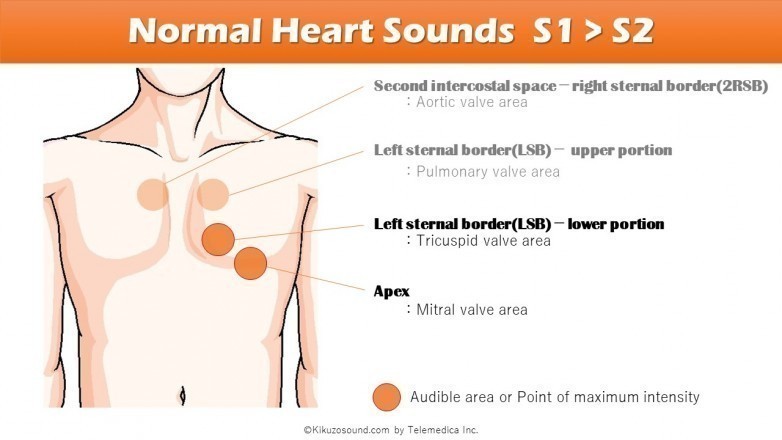 Normal Heart Sounds S1 > S2
Second intercostal space－right sternal border(2RSB)
：Aortic valve area
Left sternal border(LSB)－ upper portion
：Pulmonary valve area
Left sternal border(LSB)－lower portion
：Tricuspid valve area
Apex
：Mitral valve area
Audible area or Point of maximum intensity
©Kikuzosound.com by Telemedica Inc.